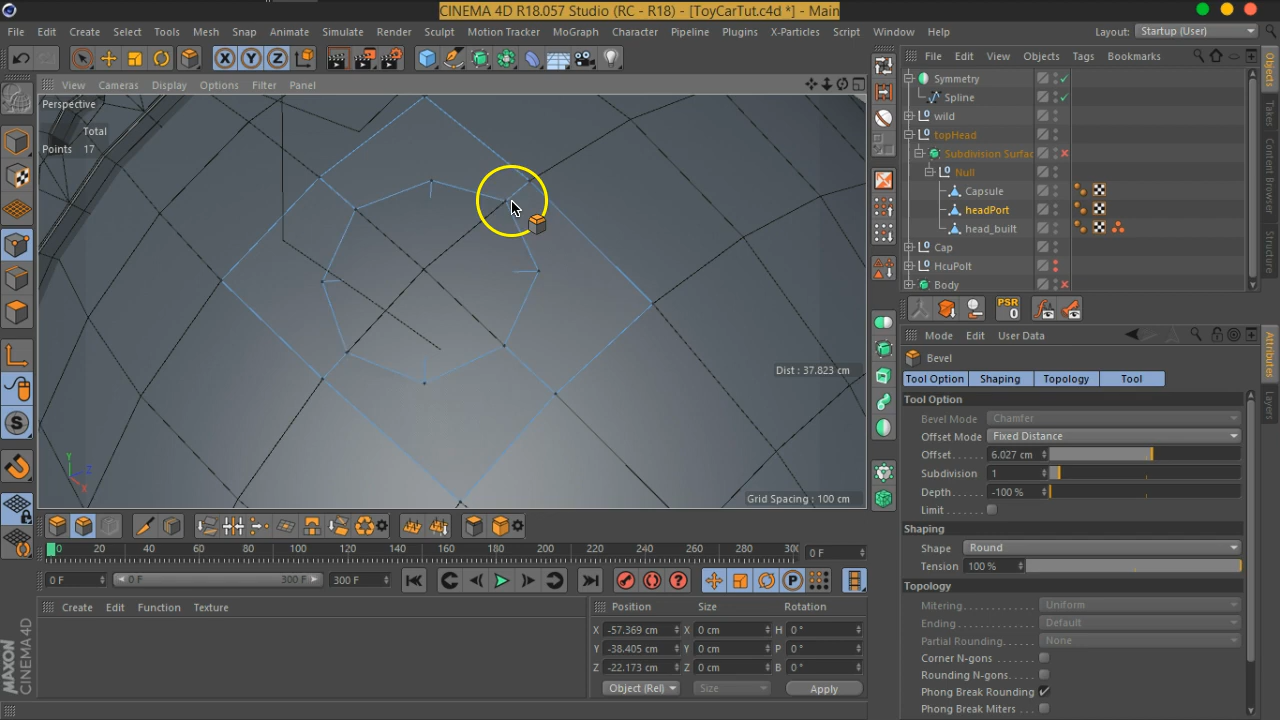 CINEMA 4D R18.057 Studio (RC - R18) - [ToyCarTut.c4d *] - Main
File Edit Create Select Tools Mesh Snap Animate Simulate Render Sculpt Motion Tracker MoGraph Character Pipeline Plugins X-Particles Script Window Help Layout: Startup (User)
File Edit View Objects Tags Bookmarks
View Cameras Display Options Filter Panel
Perspective
Total
Points 17
Dist : 37.823 cm
Grid Spacing : 100 cm
Y
Z
X
Symmetry
Spline
wild
topHead
Subdivision Surfac
Null
Capsule
headPort
head_built
Cap
HcuPolt
Body
PSR
0
Mode Edit User Data
Bevel
Tool Option Shaping Topology Tool
Tool Option
Bevel Mode Chamfer
Offset Mode Fixed Distance
Offset . . . . . . 6.027 cm
Subdivision 1
Depth . . . . . -100 %
Limit . . . . . .
Shaping
Shape Round
Tension 100 %
Topology
Mitering . . . . . . . . . . . . Uniform
Ending . . . . . . . . . . . . . Default
Partial Rounding . . . . . None
Corner N-gons . . . . . .
Rounding N-gons . . . .
Phong Break Rounding
Phong Break Miters . .
Objects
Takes
Content Browser
Structure
Attributes
Layers
0 20 40 60 80 100 120 140 160 180 200 220 240 260 280 300 0 F
0 F 0 F 300 F 300 F
Create Edit Function Texture
Position Size Rotation
X -57.369 cm X 0 cm H 0 °
Y -38.405 cm Y 0 cm P 0 °
Z -22.173 cm Z 0 cm B 0 °
Object (Rel) Size Apply
MAXON
CINEMA 4D